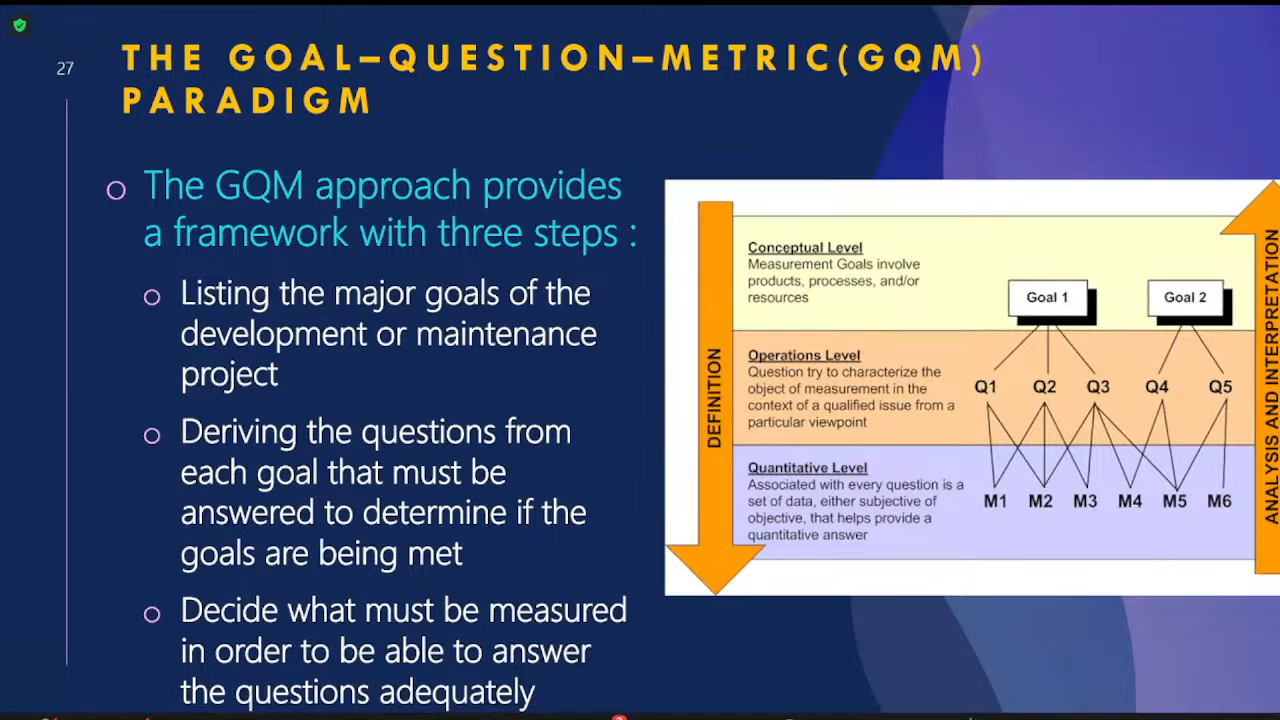 27
THE GOAL–QUESTION–METRIC(GQM)
PARADIGM
The GQM approach provides
a framework with three steps :
Listing the major goals of the
development or maintenance
project
Deriving the questions from
each goal that must be
answered to determine if the
goals are being met
Decide what must be measured
in order to be able to answer
the questions adequately
DEFINITION
Conceptual Level
Measurement Goals involve
products, processes, and/or
resources
Goal 1 Goal 2
Operations Level
Question try to characterize the
object of measurement in the
context of a qualified issue from a
particular viewpoint
Q1 Q2 Q3 Q4 Q5
Quantitative Level
Associated with every question is a
set of data, either subjective of
objective, that helps provide a
quantitative answer
M1 M2 M3 M4 M5 M6
ANALYSIS AND INTERPRETATION